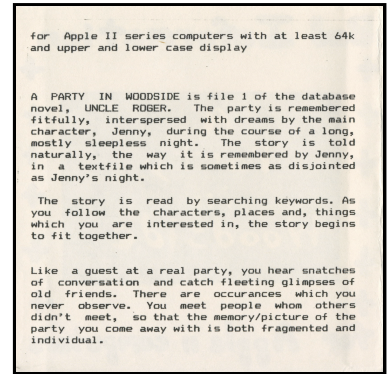 for Apple II series computers with at least 64k
and upper and lower case display
A PARTY IN WOODSIDE is file 1 of the database
novel, UNCLE ROGER. The party is remembered
fitfully, interspersed with dreams by the main
character, Jenny, during the course of a long,
mostly sleepless night. The story is told
naturally, the way it is remembered by Jenny,
in a textfile which is sometimes as disjointed
as Jenny's night.
The story is read by searching keywords. As
you follow the characters, places and, things
which you are interested in, the story begins
to fit together.
Like a guest at a real party, you hear snatches
of conversation and catch fleeting glimpses of
old friends. There are occurances which you
never observe. You meet people whom others
didn't meet, so that the memory/picture of the
party you come away with is both fragmented and
individual.